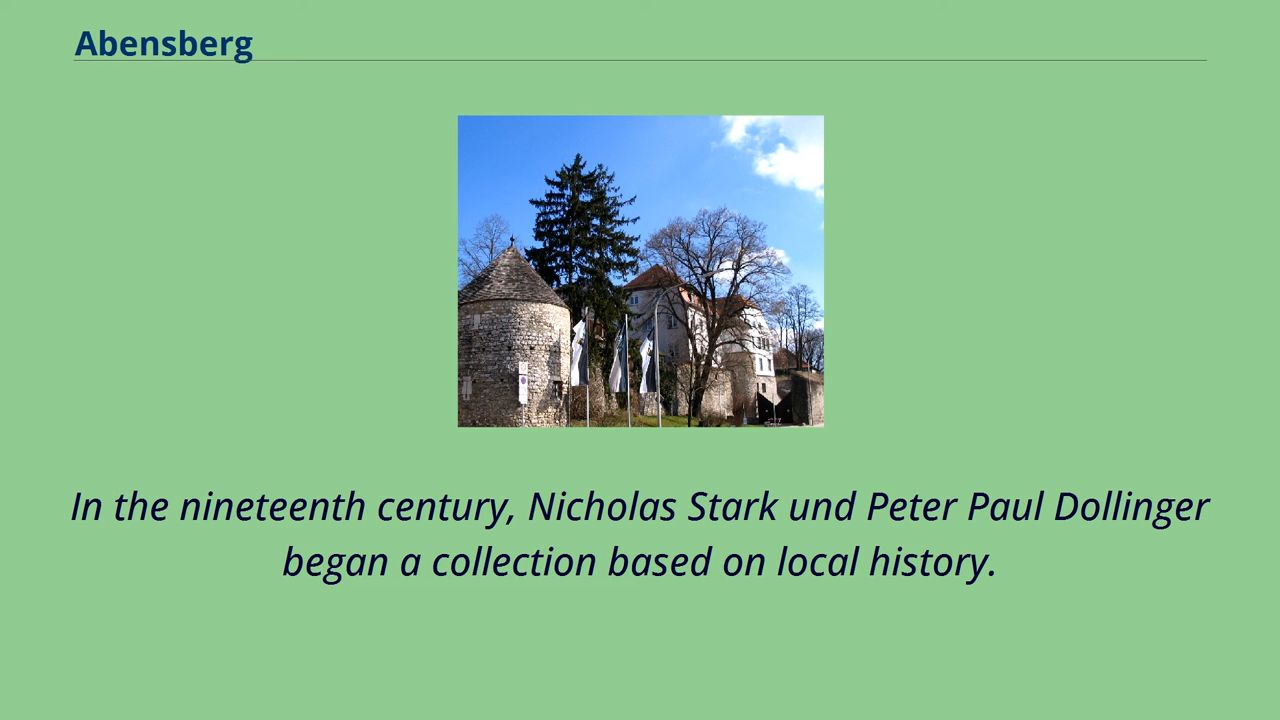 Abensberg
In the nineteenth century, Nicholas Stark und Peter Paul Dollinger
began a collection based on local history.